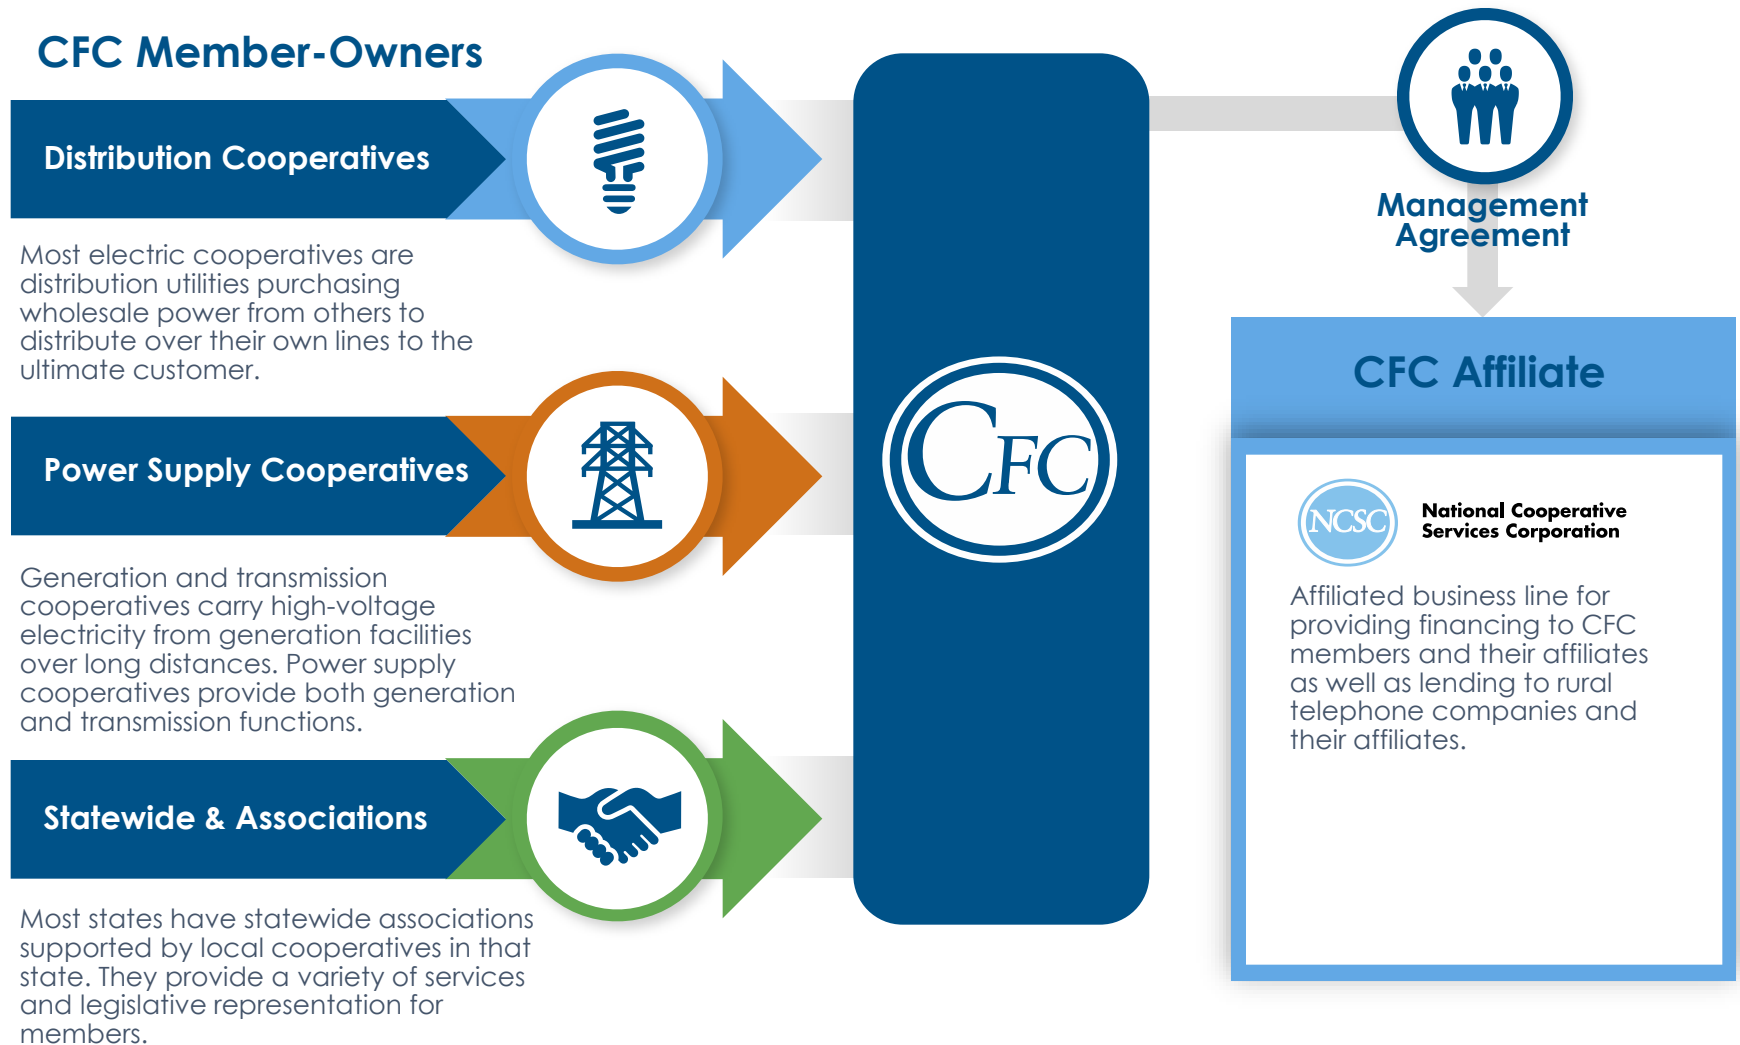 CFC Member-Owners
Distribution Cooperatives
Most electric cooperatives are
distribution utilities purchasing
wholesale power from others to
distribute over their own lines to the
ultimate customer.
Power Supply Cooperatives
Generation and transmission
cooperatives carry high-voltage
electricity from generation facilities
over long distances. Power supply
cooperatives provide both generation
and transmission functions.
Statewide & Associations
Most states have statewide associations
supported by local cooperatives in that
state. They provide a variety of services
and legislative representation for
members.
CFC
Management
Agreement
CFC Affiliate
NCSC
National Cooperative
Services Corporation
Affiliated business line for
providing financing to CFC
members and their affiliates
as well as lending to rural
telephone companies and
their affiliates.